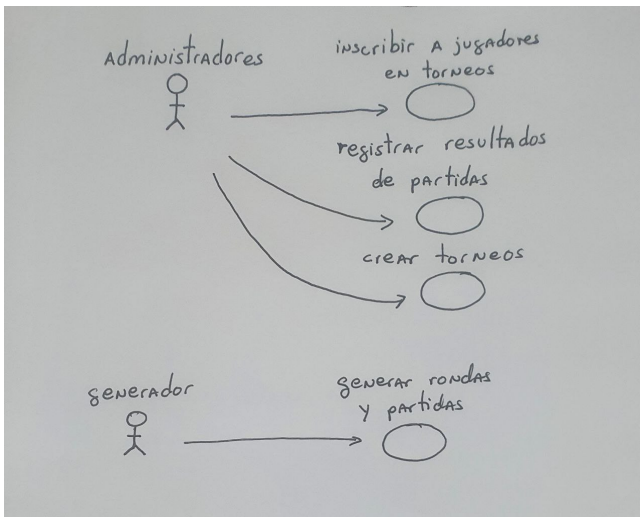 Administradores
inscribir a jugadores
en torneos
registrar resultados
de partidas
crear torneos
generador
generar rondas
y partidas